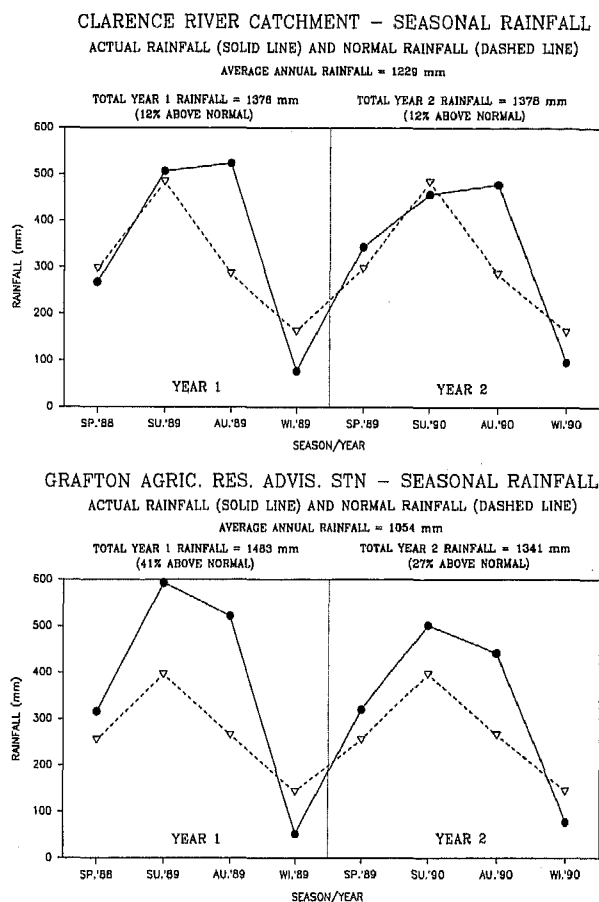 CLARENCE RIVER CATCHMENT – SEASONAL RAINFALL
ACTUAL RAINFALL (SOLID LINE) AND NORMAL RAINFALL (DASHED LINE)
AVERAGE ANNUAL RAINFALL = 1229 mm
TOTAL YEAR 1 RAINFALL = 1376 mm
(12% ABOVE NORMAL)
TOTAL YEAR 2 RAINFALL = 1378 mm
(12% ABOVE NORMAL)
600
500
400
300
200
100
0
RAINFALL (mm)
YEAR 1
YEAR 2
SP.'88 SU.'89 AU.'89 WI.'89 SP.'89 SU.'90 AU.'90 WI.'90
SEASON/YEAR
GRAFTON AGRIC. RES. ADVIS. STN – SEASONAL RAINFALL
ACTUAL RAINFALL (SOLID LINE) AND NORMAL RAINFALL (DASHED LINE)
AVERAGE ANNUAL RAINFALL = 1054 mm
TOTAL YEAR 1 RAINFALL = 1483 mm
(41% ABOVE NORMAL)
TOTAL YEAR 2 RAINFALL = 1341 mm
(27% ABOVE NORMAL)
600
500
400
300
200
100
0
RAINFALL (mm)
YEAR 1
YEAR 2
SP.'88 SU.'89 AU.'89 WI.'89 SP.'89 SU.'90 AU.'90 WI.'90
SEASON/YEAR